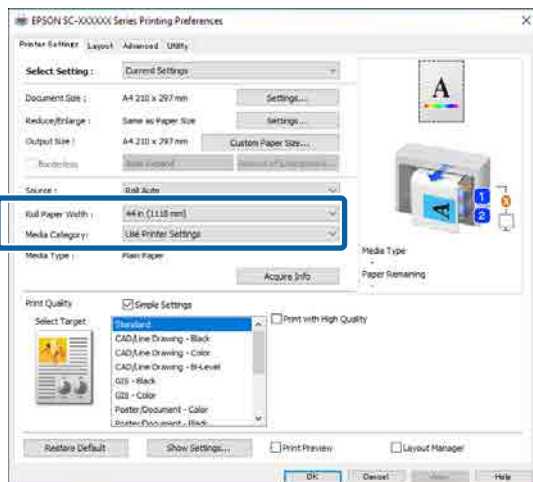 EPSON SC-XXXXXX Series Printing Preferences
Printer Settings Layout Advanced Utility
Select Setting : Current Settings
Document Size : A4 210 x 297 mm Settings...
Reduce/Enlarge : Same as Paper Size Settings...
Output Size : A4 210 x 297 mm Custom Paper Size...
Borderless
Source : Roll Auto
Roll Paper Width : 44 in (1118 mm)
Media Category: Use Printer Settings
Media Type : Plain Paper
Acquire Info
A
1
2
Media Type
-
Paper Remaining
-
Print Quality Simple Settings
Select Target
Standard
CAD/Line Drawing - Black
CAD/Line Drawing - Color
CAD/Line Drawing - Bi-Level
GIS - Black
GIS - Color
Poster/Document - Color
Poster/Document - Black
Print with High Quality
Restore Default Show Settings... Print Preview Layout Manager
OK Cancel Help